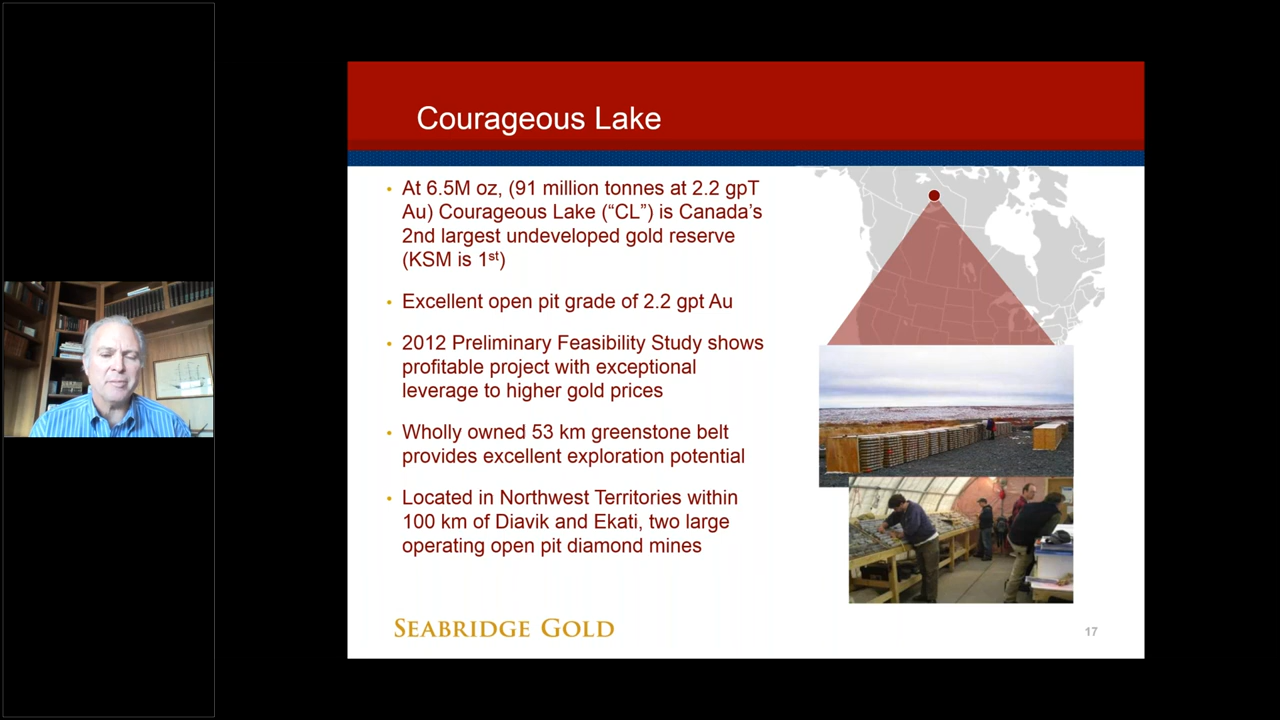 Courageous Lake
• At 6.5M oz, (91 million tonnes at 2.2 gpT
Au) Courageous Lake (“CL”) is Canada’s
2nd largest undeveloped gold reserve
(KSM is 1st)
• Excellent open pit grade of 2.2 gpt Au
• 2012 Preliminary Feasibility Study shows
profitable project with exceptional
leverage to higher gold prices
• Wholly owned 53 km greenstone belt
provides excellent exploration potential
• Located in Northwest Territories within
100 km of Diavik and Ekati, two large
operating open pit diamond mines
SEABRIDGE GOLD
17